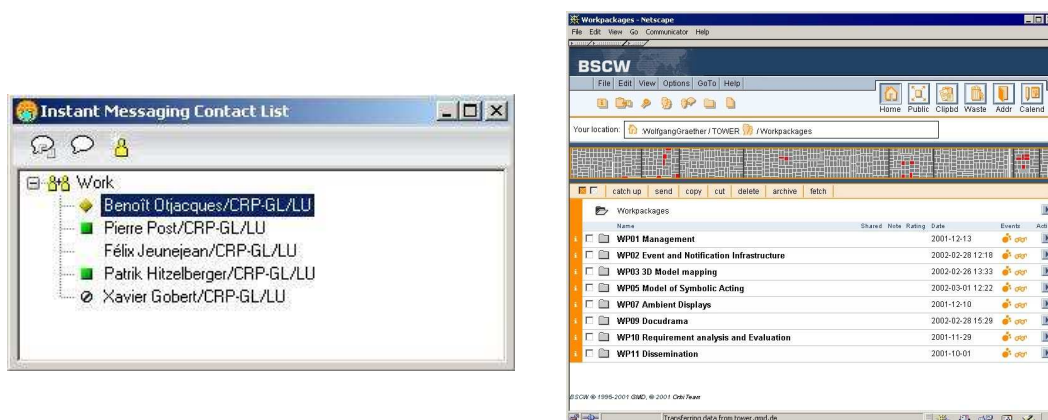 Instant Messaging Contact List
Work
Benoît Otjacques/CRP-GL/LU
Pierre Post/CRP-GL/LU
Félix Jeunejean/CRP-GL/LU
Patrik Hitzelberger/CRP-GL/LU
Xavier Gobert/CRP-GL/LU
Workpackages - Netscape
File Edit View Go Communicator Help
BSCW
File Edit View Options GoTo Help
Home Public Clipbd Waste Addr Calend
Your location: :WolfgangGraether / TOWER / Workpackages
catch up send copy cut delete archive fetch
Workpackages
Name Shared Note Rating Date Events Acti
WP01 Management 2001-12-13
WP02 Event and Notification Infrastructure 2002-02-28 12:18
WP03 3D Model mapping 2002-02-26 13:33
WP05 Model of Symbolic Acting 2002-03-01 12:22
WP07 Ambient Displays 2001-12-10
WP09 Docudrama 2002-02-28 15:29
WP10 Requirement analysis and Evaluation 2001-11-29
WP11 Dissemination 2001-10-01
BSCW © 1995-2001 GMD, © 2001 OrbiTeam
Transferring data from tower.gmd.de